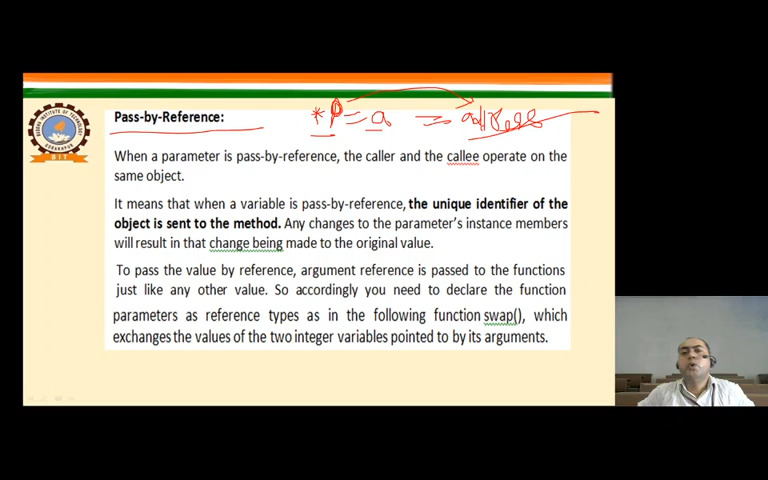 Pass-by-Reference:
*P = a = address
When a parameter is pass-by-reference, the caller and the callee operate on the
same object.
It means that when a variable is pass-by-reference, the unique identifier of the
object is sent to the method. Any changes to the parameter's instance members
will result in that change being made to the original value.
To pass the value by reference, argument reference is passed to the functions
just like any other value. So accordingly you need to declare the function
parameters as reference types as in the following function swap(), which
exchanges the values of the two integer variables pointed to by its arguments.
BIT